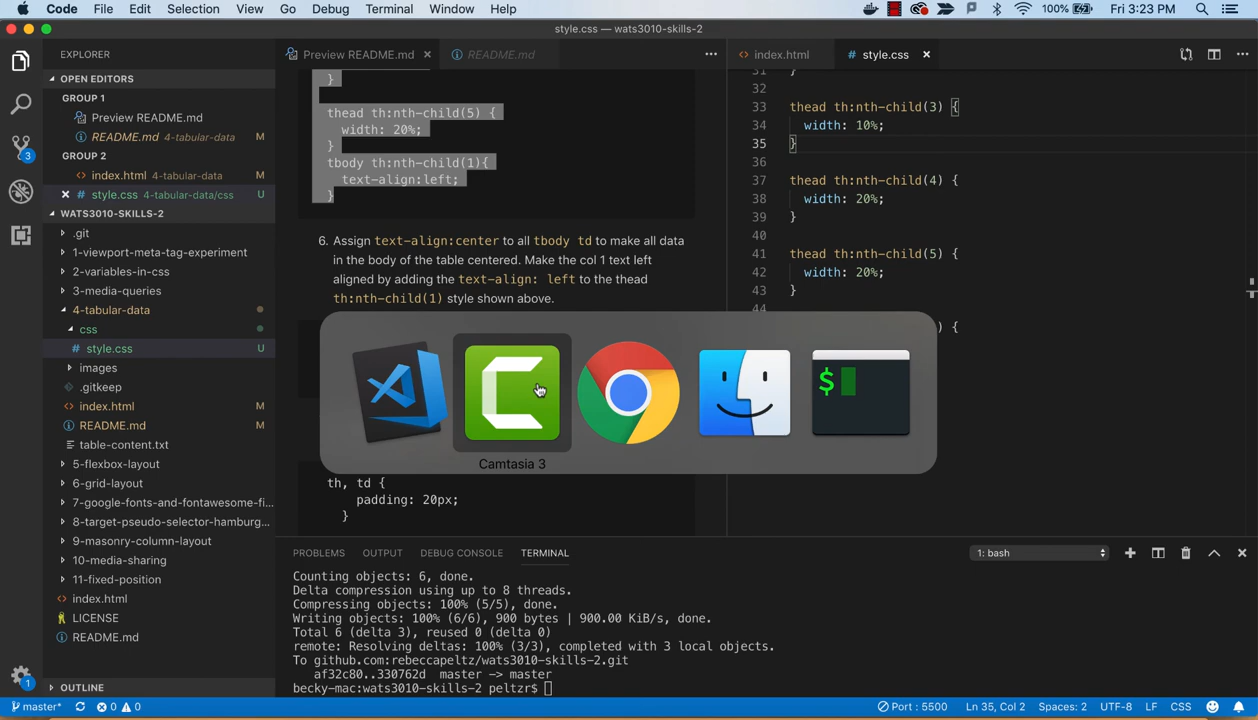 Code File Edit Selection View Go Debug Terminal Window Help 100% Fri 3:23 PM
style.css — wats3010-skills-2
EXPLORER
OPEN EDITORS
GROUP 1
Preview README.md
README.md 4-tabular-data M
GROUP 2
index.html 4-tabular-data M
style.css 4-tabular-data/css U
WATS3010-SKILLS-2
.git
1-viewport-meta-tag-experiment
2-variables-in-css
3-media-queries
4-tabular-data
css
style.css U
images
.gitkeep
index.html M
README.md M
table-content.txt
5-flexbox-layout
6-grid-layout
7-google-fonts-and-fontawesome-fi...
8-target-pseudo-selector-hamburg...
9-masonry-column-layout
10-media-sharing
11-fixed-position
index.html
LICENSE
README.md
OUTLINE
3
1
Preview README.md
README.md
}
thead th:nth-child(5) {
width: 20%;
}
tbody th:nth-child(1){
text-align:left;
}
6. Assign text-align:center to all tbody td to make all data
in the body of the table centered. Make the col 1 text left
aligned by adding the text-align: left to the thead
th:nth-child(1) style shown above.
th, td {
padding: 20px;
}
index.html
style.css
31 }
32
33 thead th:nth-child(3) {
34 width: 10%;
35 }
36
37 thead th:nth-child(4) {
38 width: 20%;
39 }
40
41 thead th:nth-child(5) {
42 width: 20%;
43 }
44
) {
$
Camtasia 3
PROBLEMS OUTPUT DEBUG CONSOLE TERMINAL 1: bash
Counting objects: 6, done.
Delta compression using up to 8 threads.
Compressing objects: 100% (5/5), done.
Writing objects: 100% (6/6), 900 bytes | 900.00 KiB/s, done.
Total 6 (delta 3), reused 0 (delta 0)
remote: Resolving deltas: 100% (3/3), completed with 3 local objects.
To github.com:rebeccapeltz/wats3010-skills-2.git
af32c80..330762d master -> master
becky-mac:wats3010-skills-2 peltzr$
master* 0 0 Port : 5500 Ln 35, Col 2 Spaces: 2 UTF-8 LF CSS